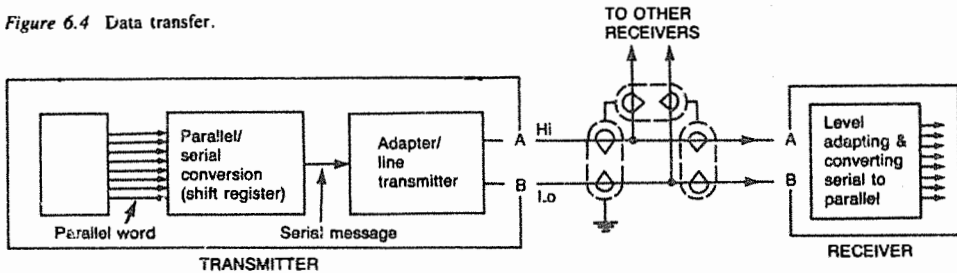 Figure 6.4 Data transfer.
TO OTHER
RECEIVERS
Parallel/
serial
conversion
(shift register)
Adapter/
line
transmitter
A
Hi
B
Lo
A
B
Level
adapting &
converting
serial to
parallel
Parallel word
Serial message
TRANSMITTER
RECEIVER